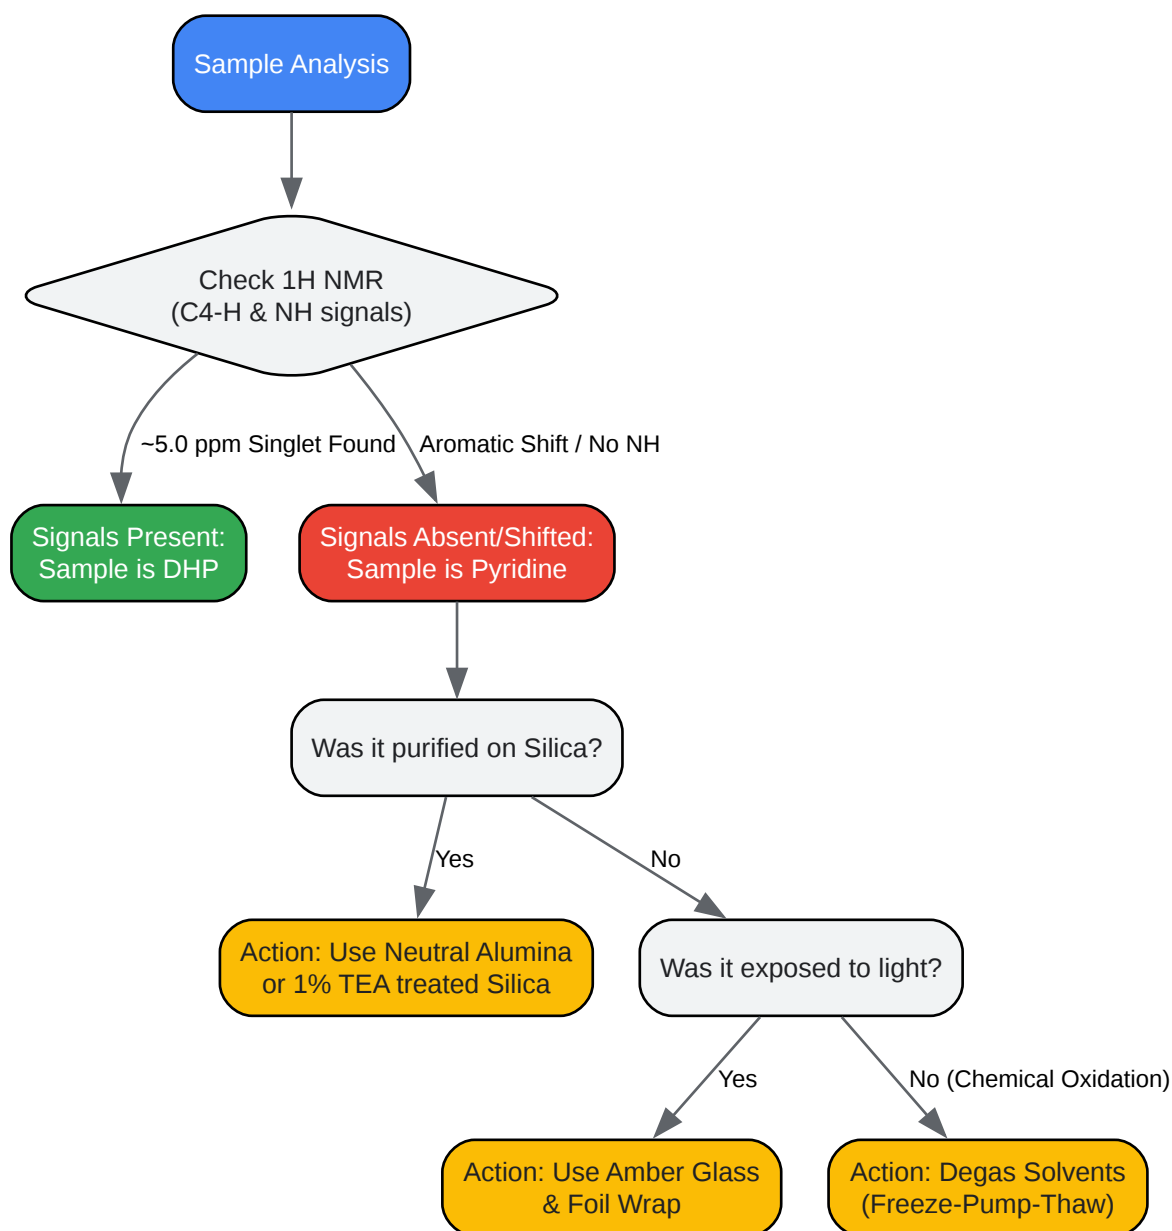 Sample Analysis
Check 1H NMR
(C4-H & NH signals)
~5.0 ppm Singlet Found
Aromatic Shift / No NH
Signals Present:
Sample is DHP
Signals Absent/Shifted:
Sample is Pyridine
Was it purified on Silica?
Yes
No
Action: Use Neutral Alumina
or 1% TEA treated Silica
Was it exposed to light?
Yes
No (Chemical Oxidation)
Action: Use Amber Glass
& Foil Wrap
Action: Degas Solvents
(Freeze-Pump-Thaw)